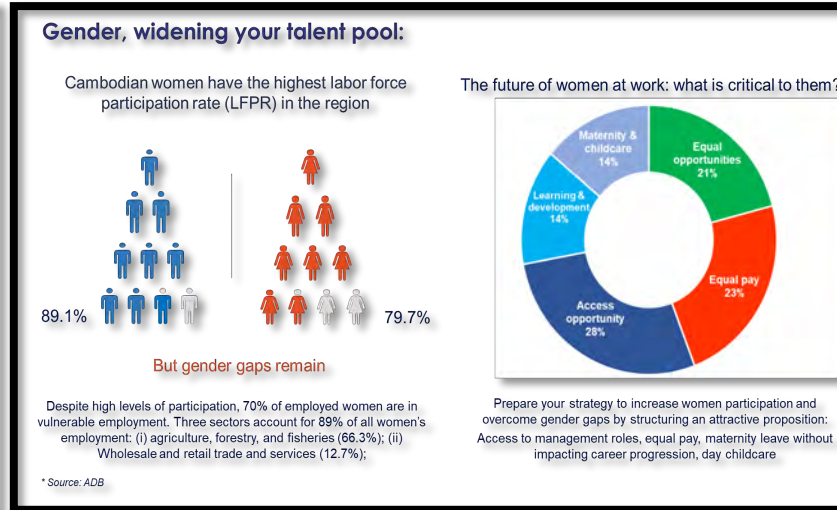 Gender, widening your talent pool:
Cambodian women have the highest labor force
participation rate (LFPR) in the region
89.1%
79.7%
But gender gaps remain
Despite high levels of participation, 70% of employed women are in
vulnerable employment. Three sectors account for 89% of all women's
employment: (i) agriculture, forestry, and fisheries (66.3%); (ii)
Wholesale and retail trade and services (12.7%);
* Source: ADB
The future of women at work: what is critical to them?
Maternity &
childcare
14%
Equal
opportunities
21%
Learning &
development
14%
Equal pay
23%
Access
opportunity
28%
Prepare your strategy to increase women participation and
overcome gender gaps by structuring an attractive proposition:
Access to management roles, equal pay, maternity leave without
impacting career progression, day childcare